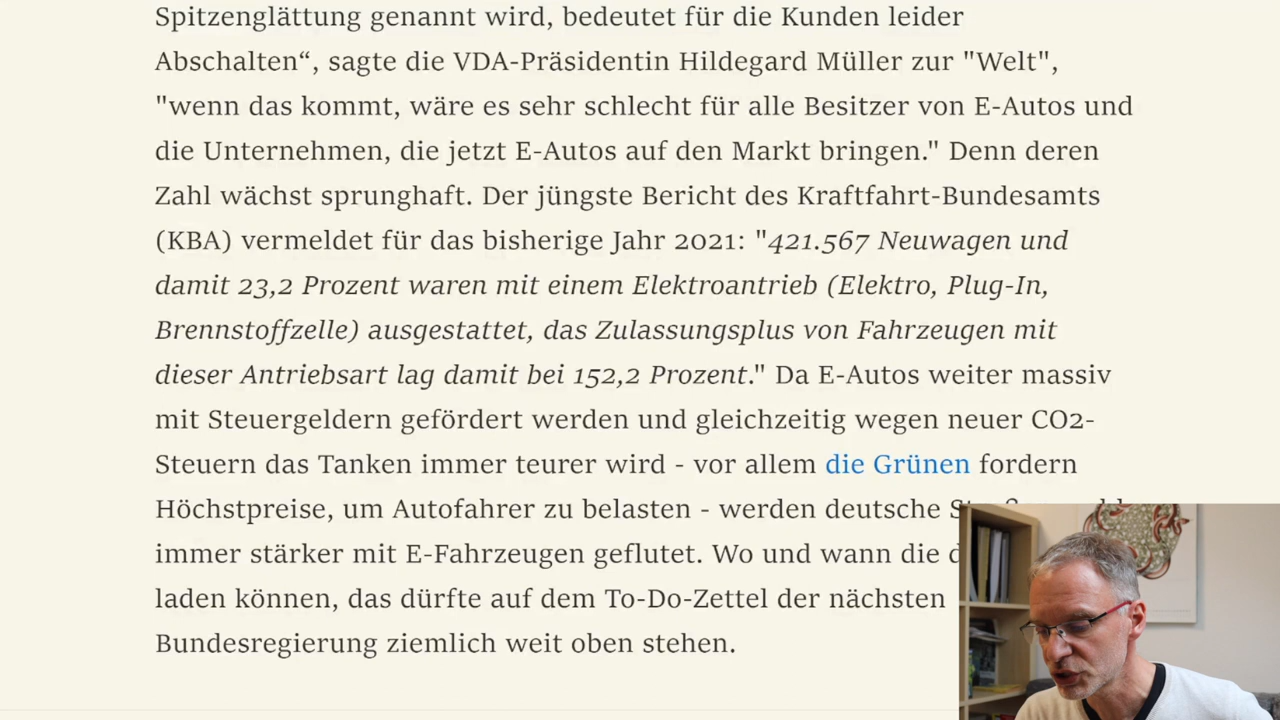 Spitzenglättung genannt wird, bedeutet für die Kunden leider
Abschalten“, sagte die VDA-Präsidentin Hildegard Müller zur "Welt",
"wenn das kommt, wäre es sehr schlecht für alle Besitzer von E-Autos und
die Unternehmen, die jetzt E-Autos auf den Markt bringen." Denn deren
Zahl wächst sprunghaft. Der jüngste Bericht des Kraftfahrt-Bundesamts
(KBA) vermeldet für das bisherige Jahr 2021: "421.567 Neuwagen und
damit 23,2 Prozent waren mit einem Elektroantrieb (Elektro, Plug-In,
Brennstoffzelle) ausgestattet, das Zulassungsplus von Fahrzeugen mit
dieser Antriebsart lag damit bei 152,2 Prozent." Da E-Autos weiter massiv
mit Steuergeldern gefördert werden und gleichzeitig wegen neuer CO2-
Steuern das Tanken immer teurer wird - vor allem die Grünen fordern
Höchstpreise, um Autofahrer zu belasten - werden deutsche
immer stärker mit E-Fahrzeugen geflutet. Wo und wann die
laden können, das dürfte auf dem To-Do-Zettel der nächsten
Bundesregierung ziemlich weit oben stehen.